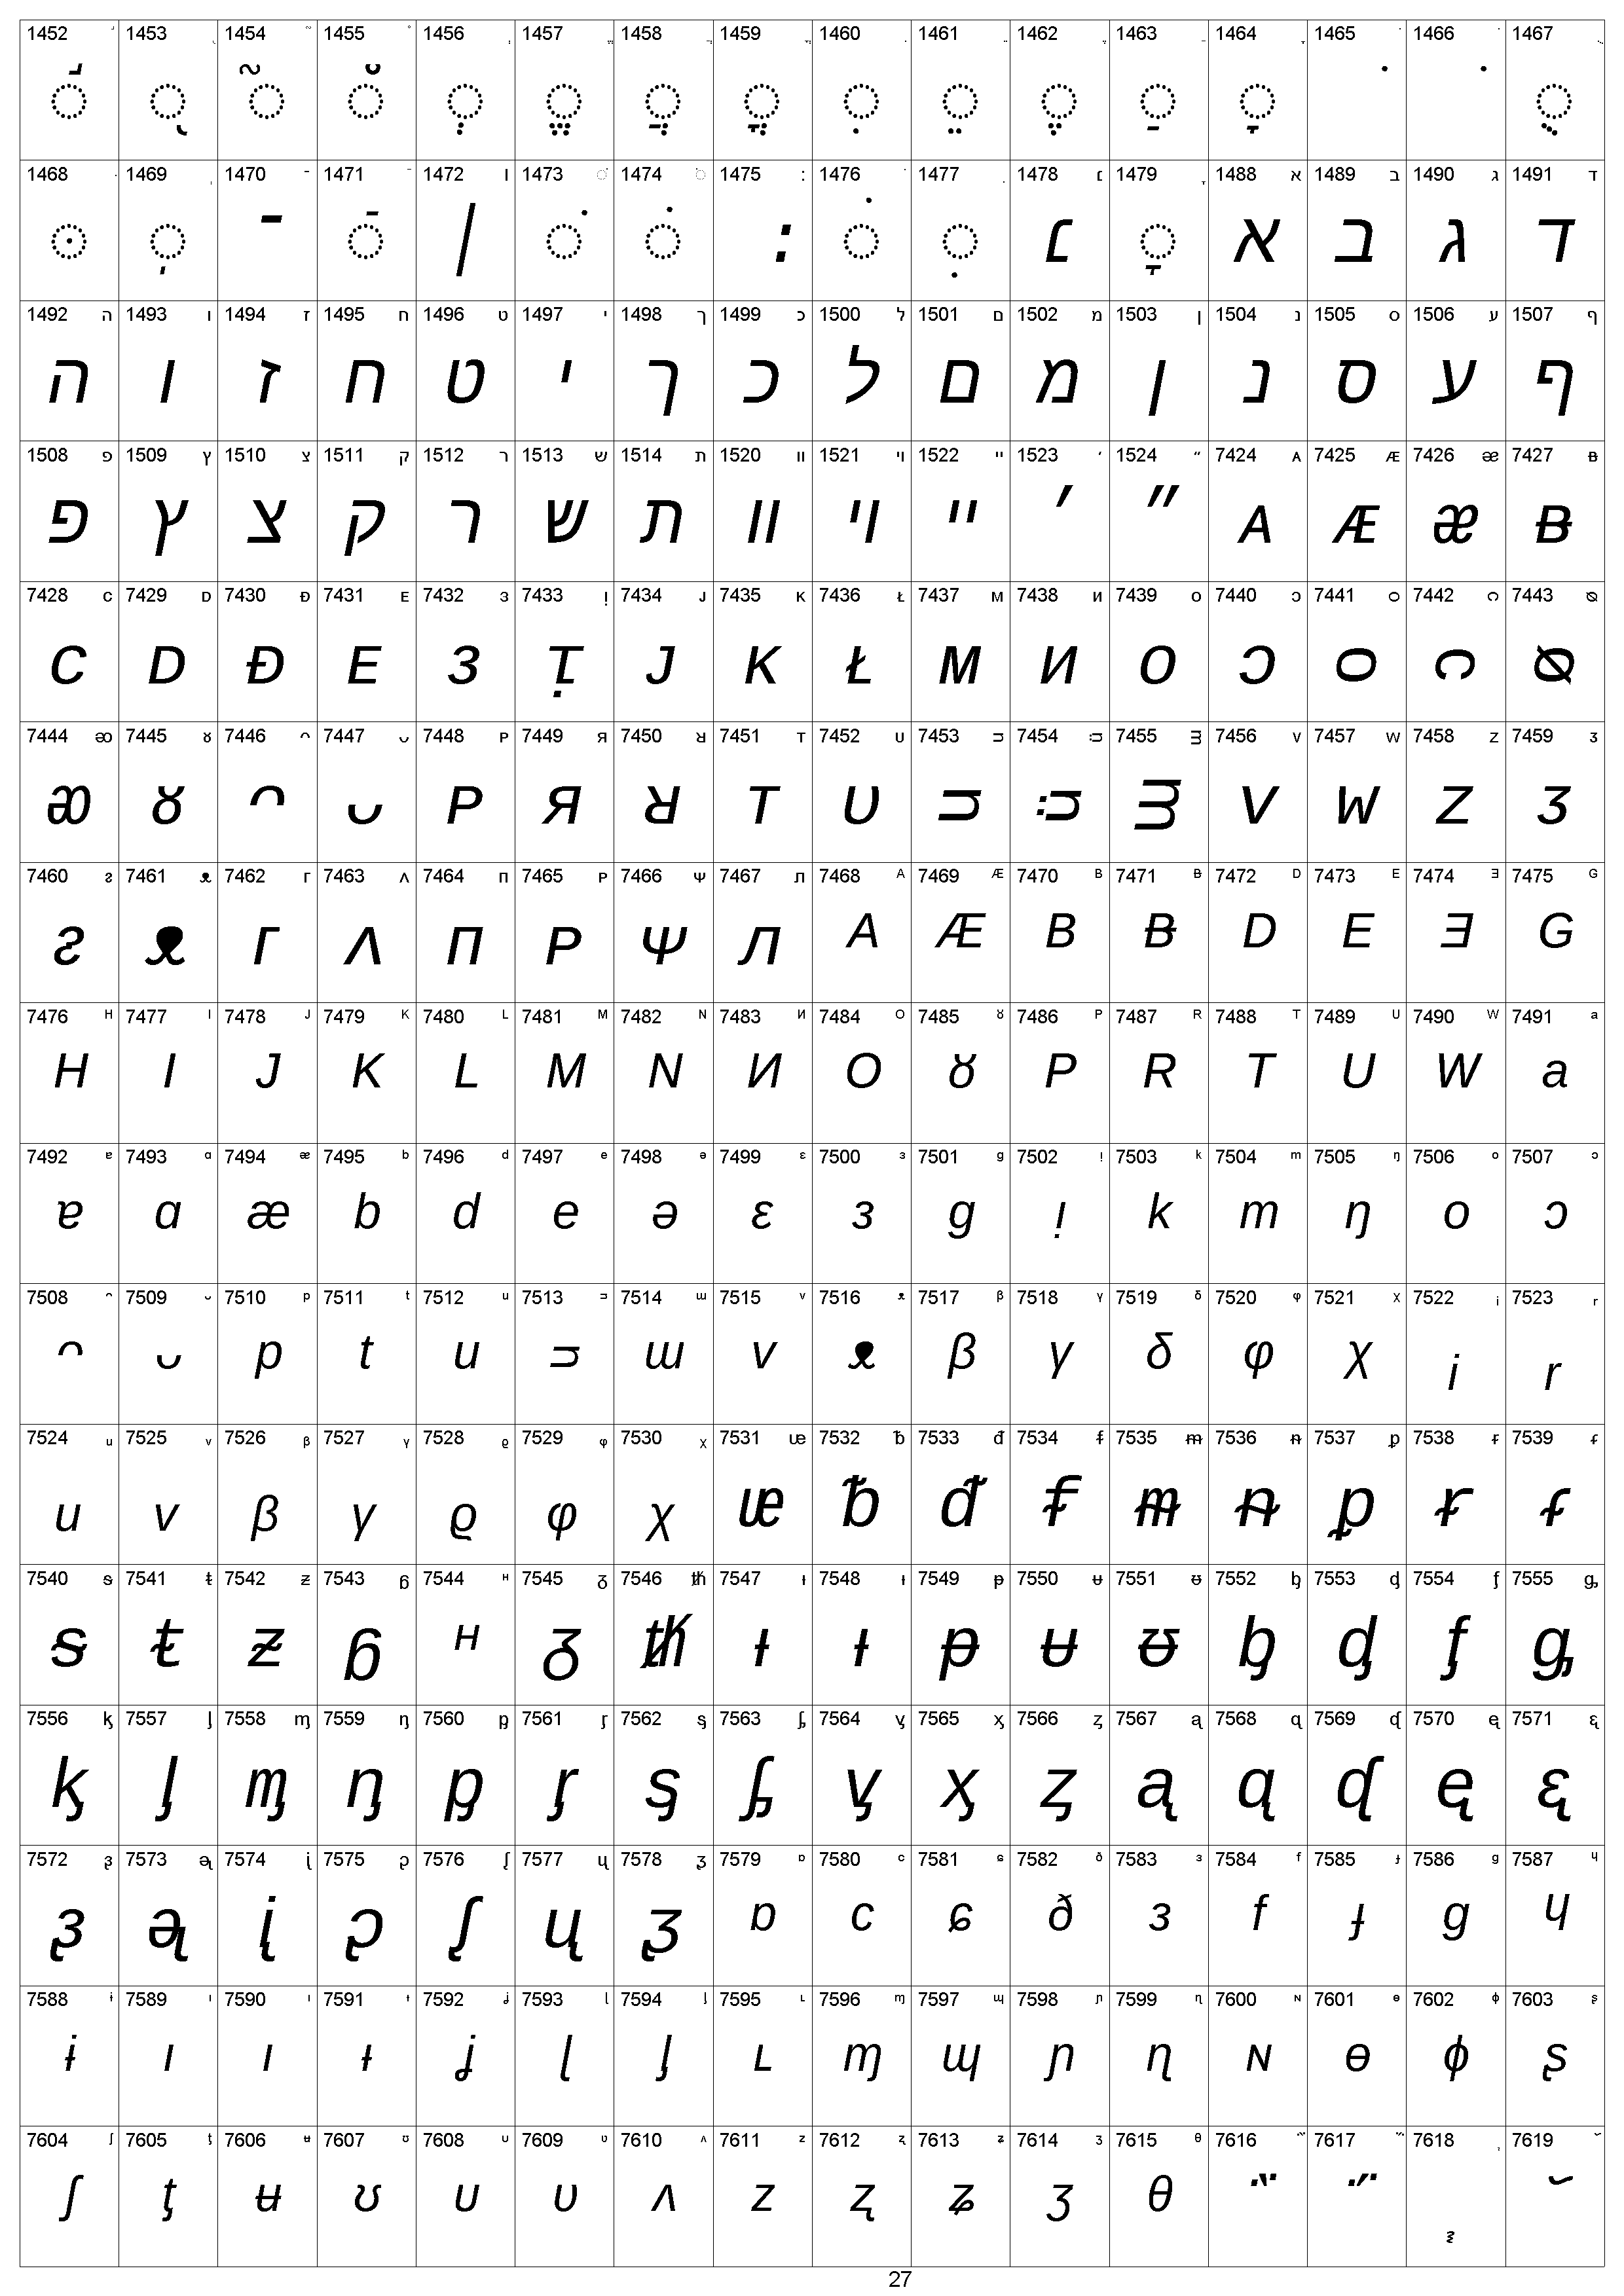 1452 ֬ 1453 ֭ 1454 ֮ 1455 ֯ 1456 ְ 1457 ֱ 1458 ֲ 1459 ֳ 1460 ִ 1461 ֵ 1462 ֶ 1463 ַ 1464 ָ 1465 ֹ 1466 ֺ 1467 ֻ
◌֬ ◌֭ ◌֮ ◌֯ ◌ְ ◌ֱ ◌ֲ ◌ֳ ◌ִ ◌ֵ ◌ֶ ◌ַ ◌ָ ֹ ֺ ◌ֻ
1468 ּ 1469 ֽ 1470 ־ 1471 ֿ 1472 ׀ 1473 ׁ 1474 ׂ 1475 ׃ 1476 ׄ 1477 ׅ 1478 ׆ 1479 ׇ 1488 א 1489 ב 1490 ג 1491 ד
◌ּ ◌ֽ ־ ◌ֿ ׀ ◌ׁ ◌ׂ ׃ ◌ׄ ◌ׅ ׆ ◌ׇ א ב ג ד
1492 ה 1493 ו 1494 ז 1495 ח 1496 ט 1497 י 1498 ך 1499 כ 1500 ל 1501 ם 1502 מ 1503 ן 1504 נ 1505 ס 1506 ע 1507 ף
ה ו ז ח ט י ך כ ל ם מ ן נ ס ע ף
1508 פ 1509 ץ 1510 צ 1511 ק 1512 ר 1513 ש 1514 ת 1520 װ 1521 ױ 1522 ײ 1523 ׳ 1524 ״ 7424 ᴀ 7425 ᴁ 7426 ᴂ 7427 ᴃ
פ ץ צ ק ר ש ת װ ױ ײ ׳ ״ ᴀ ᴁ ᴂ ᴃ
7428 ᴄ 7429 ᴅ 7430 ᴆ 7431 ᴇ 7432 ᴈ 7433 ᴉ 7434 ᴊ 7435 ᴋ 7436 ᴌ 7437 ᴍ 7438 ᴎ 7439 ᴏ 7440 ᴐ 7441 ᴑ 7442 ᴒ 7443 ᴓ
ᴄ ᴅ ᴆ ᴇ ᴈ ᴉ ᴊ ᴋ ᴌ ᴍ ᴎ ᴏ ᴐ ᴑ ᴒ ᴓ
7444 ᴔ 7445 ᴕ 7446 ᴖ 7447 ᴗ 7448 ᴘ 7449 ᴙ 7450 ᴚ 7451 ᴛ 7452 ᴜ 7453 ᴝ 7454 ᴞ 7455 ᴟ 7456 ᴠ 7457 ᴡ 7458 ᴢ 7459 ᴣ
ᴔ ᴕ ᴖ ᴗ ᴘ ᴙ ᴚ ᴛ ᴜ ᴝ ᴞ ᴟ ᴠ ᴡ ᴢ ᴣ
7460 ᴤ 7461 ᴥ 7462 ᴦ 7463 ᴧ 7464 ᴨ 7465 ᴩ 7466 ᴪ 7467 ᴫ 7468 ᴬ 7469 ᴭ 7470 ᴮ 7471 ᴯ 7472 ᴰ 7473 ᴱ 7474 ᴲ 7475 ᴳ
ᴤ ᴥ ᴦ ᴧ ᴨ ᴩ ᴪ ᴫ ᴬ ᴭ ᴮ ᴯ ᴰ ᴱ ᴲ ᴳ
7476 ᴴ 7477 ᴵ 7478 ᴶ 7479 ᴷ 7480 ᴸ 7481 ᴹ 7482 ᴺ 7483 ᴻ 7484 ᴼ 7485 ᴽ 7486 ᴾ 7487 ᴿ 7488 ᵀ 7489 ᵁ 7490 ᵂ 7491 ᵃ
ᴴ ᴵ ᴶ ᴷ ᴸ ᴹ ᴺ ᴻ ᴼ ᴽ ᴾ ᴿ ᵀ ᵁ ᵂ ᵃ
7492 ᵄ 7493 ᵅ 7494 ᵆ 7495 ᵇ 7496 ᵈ 7497 ᵉ 7498 ᵊ 7499 ᵋ 7500 ᵌ 7501 ᵍ 7502 ᵎ 7503 ᵏ 7504 ᵐ 7505 ᵑ 7506 ᵒ 7507 ᵓ
ᵄ ᵅ ᵆ ᵇ ᵈ ᵉ ᵊ ᵋ ᵌ ᵍ ᵎ ᵏ ᵐ ᵑ ᵒ ᵓ
7508 ᵔ 7509 ᵕ 7510 ᵖ 7511 ᵗ 7512 ᵘ 7513 ᵙ 7514 ᵚ 7515 ᵛ 7516 ᵜ 7517 ᵝ 7518 ᵞ 7519 ᵟ 7520 ᵠ 7521 ᵡ 7522 ᵢ 7523 ᵣ
ᵔ ᵕ ᵖ ᵗ ᵘ ᵙ ᵚ ᵛ ᵜ ᵝ ᵞ ᵟ ᵠ ᵡ ᵢ ᵣ
7524 ᵤ 7525 ᵥ 7526 ᵦ 7527 ᵧ 7528 ᵨ 7529 ᵩ 7530 ᵪ 7531 ᵫ 7532 ᵬ 7533 ᵭ 7534 ᵮ 7535 ᵯ 7536 ᵰ 7537 ᵱ 7538 ᵲ 7539 ᵳ
ᵤ ᵥ ᵦ ᵧ ᵨ ᵩ ᵪ ᵫ ᵬ ᵭ ᵮ ᵯ ᵰ ᵱ ᵲ ᵳ
7540 ᵴ 7541 ᵵ 7542 ᵶ 7543 ᵷ 7544 ᵸ 7545 ᵹ 7546 ᵺ 7547 ᵻ 7548 ᵼ 7549 ᵽ 7550 ᵾ 7551 ᵿ 7552 ᶀ 7553 ᶁ 7554 ᶂ 7555 ᶃ
ᵴ ᵵ ᵶ ᵷ ᵸ ᵹ ᵺ ᵻ ᵼ ᵽ ᵾ ᵿ ᶀ ᶁ ᶂ ᶃ
7556 ᶄ 7557 ᶅ 7558 ᶆ 7559 ᶇ 7560 ᶈ 7561 ᶉ 7562 ᶊ 7563 ᶋ 7564 ᶌ 7565 ᶍ 7566 ᶎ 7567 ᶏ 7568 ᶐ 7569 ᶑ 7570 ᶒ 7571 ᶓ
ᶄ ᶅ ᶆ ᶇ ᶈ ᶉ ᶊ ᶋ ᶌ ᶍ ᶎ ᶏ ᶐ ᶑ ᶒ ᶓ
7572 ᶔ 7573 ᶕ 7574 ᶖ 7575 ᶗ 7576 ᶘ 7577 ᶙ 7578 ᶚ 7579 ᶛ 7580 ᶜ 7581 ᶝ 7582 ᶞ 7583 ᶟ 7584 ᶠ 7585 ᶡ 7586 ᶢ 7587 ᶣ
ᶔ ᶕ ᶖ ᶗ ᶘ ᶙ ᶚ ᶛ ᶜ ᶝ ᶞ ᶟ ᶠ ᶡ ᶢ ᶣ
7588 ᶤ 7589 ᶥ 7590 ᶦ 7591 ᶧ 7592 ᶨ 7593 ᶩ 7594 ᶪ 7595 ᶫ 7596 ᶬ 7597 ᶭ 7598 ᶮ 7599 ᶯ 7600 ᶰ 7601 ᶱ 7602 ᶲ 7603 ᶳ
ᶤ ᶥ ᶦ ᶧ ᶨ ᶩ ᶪ ᶫ ᶬ ᶭ ᶮ ᶯ ᶰ ᶱ ᶲ ᶳ
7604 ᶴ 7605 ᶵ 7606 ᶶ 7607 ᶷ 7608 ᶸ 7609 ᶹ 7610 ᶺ 7611 ᶻ 7612 ᶼ 7613 ᶽ 7614 ᶾ 7615 ᶿ 7616 ᷀ 7617 ᷁ 7618 ᷂ 7619 ᷃
ᶴ ᶵ ᶶ ᶷ ᶸ ᶹ ᶺ ᶻ ᶼ ᶽ ᶾ ᶿ ᷀ ᷁ ᷂ ᷃
27